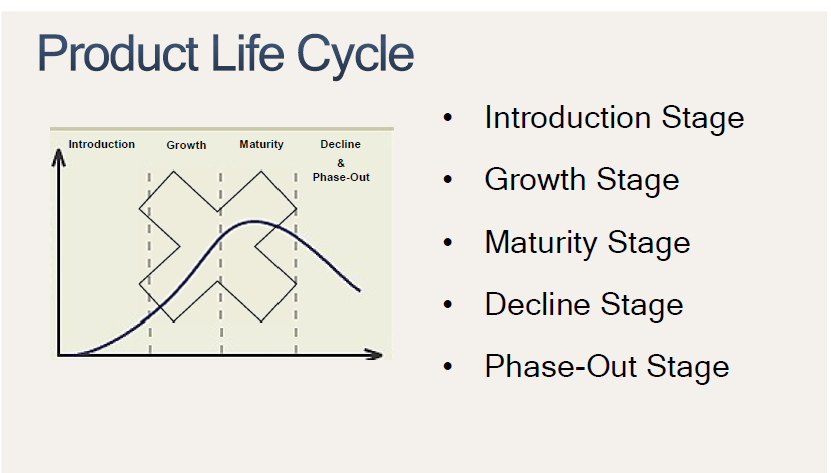 Product Life Cycle
Introduction Growth Maturity Decline
&
Phase-Out
• Introduction Stage
• Growth Stage
• Maturity Stage
• Decline Stage
• Phase-Out Stage